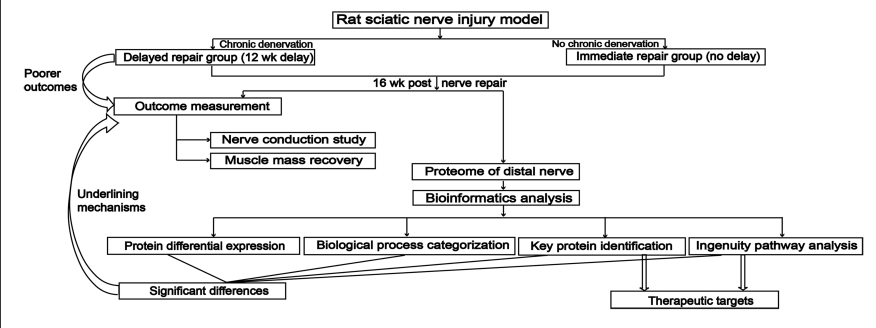 Rat sciatic nerve injury model
Chronic denervation
No chronic denervation
Delayed repair group (12 wk delay)
Immediate repair group (no delay)
Poorer
outcomes
16 wk post nerve repair
Outcome measurement
Nerve conduction study
Muscle mass recovery
Proteome of distal nerve
Bioinformatics analysis
Underlining
mechanisms
Protein differential expression
Biological process categorization
Key protein identification
Ingenuity pathway analysis
Significant differences
Therapeutic targets